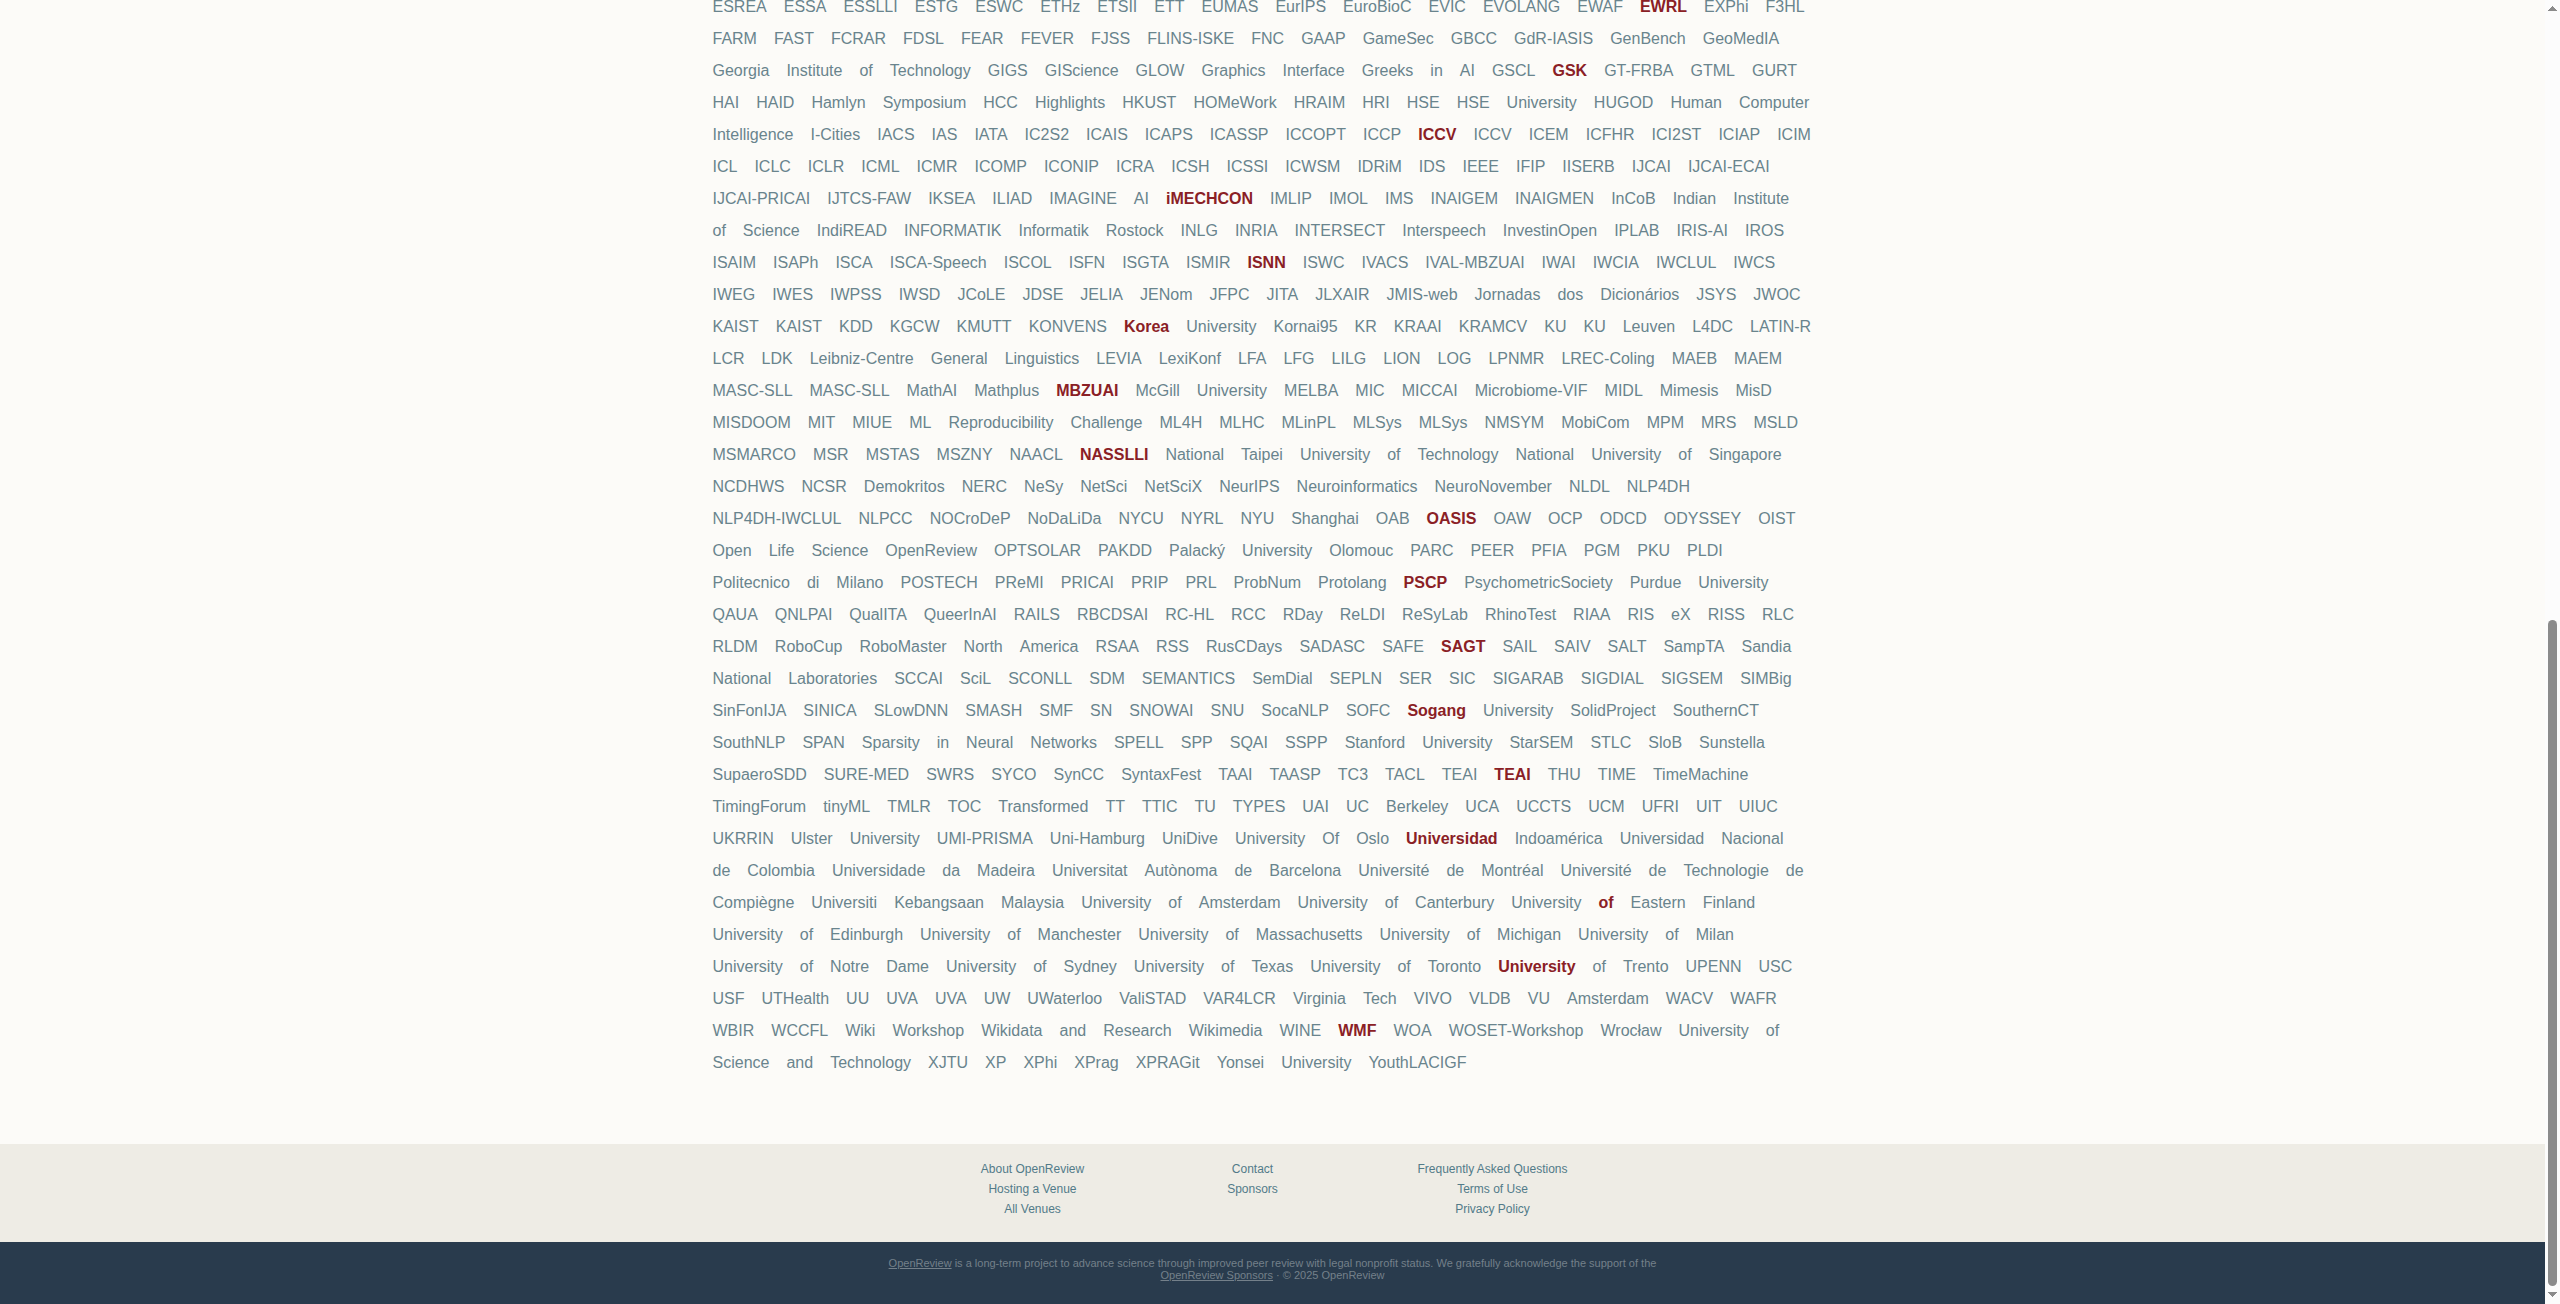 ESREA ESSA ESSLLI ESTG ESWC ETHz ETSII ETT EUMAS EurIPS EuroBioC EVIC EVOLANG EWAF EWRL EXPhi F3HL
FARM FAST FCRAR FDSL FEAR FEVER FJSS FLINS-ISKE FNC GAAP GameSec GBCC GdR-IASIS GenBench GeoMedIA
Georgia Institute of Technology GIGS GIScience GLOW Graphics Interface Greeks in AI GSCL GSK GT-FRBA GTML GURT
HAI HAID Hamlyn Symposium HCC Highlights HKUST HOMeWork HRAIM HRI HSE HSE University HUGOD Human Computer
Intelligence I-Cities IACS IAS IATA IC2S2 ICAIS ICAPS ICASSP ICCOPT ICCP ICCV ICCV ICEM ICFHR ICI2ST ICIAP ICIM
ICL ICLC ICLR ICML ICMR ICOMP ICONIP ICRA ICSH ICSSI ICWSM IDRiM IDS IEEE IFIP IISERB IJCAI IJCAI-ECAI
IJCAI-PRICAI IJTCS-FAW IKSEA ILIAD IMAGINE AI iMECHCON IMLIP IMOL IMS INAIGEM INAIGMEN InCoB Indian Institute
of Science IndiREAD INFORMATIK Informatik Rostock INLG INRIA INTERSECT Interspeech InvestinOpen IPLAB IRIS-AI IROS
ISAIM ISAPh ISCA ISCA-Speech ISCOL ISFN ISGTA ISMIR ISNN ISWC IVACS IVAL-MBZUAI IWAI IWCIA IWCLUL IWCS
IWEG IWES IWPSS IWSD JCoLE JDSE JELIA JENom JFPC JITA JLXAIR JMIS-web Jornadas dos Dicionários JSYS JWOC
KAIST KAIST KDD KGCW KMUTT KONVENS Korea University Kornai95 KR KRAAI KRAMCV KU KU Leuven L4DC LATIN-R
LCR LDK Leibniz-Centre General Linguistics LEVIA LexiKonf LFA LFG LILG LION LOG LPNMR LREC-Coling MAEB MAEM
MASC-SLL MASC-SLL MathAI Mathplus MBZUAI McGill University MELBA MIC MICCAI Microbiome-VIF MIDL Mimesis MisD
MISDOOM MIT MIUE ML Reproducibility Challenge ML4H MLHC MLinPL MLSys MLSys NMSYM MobiCom MPM MRS MSLD
MSMARCO MSR MSTAS MSZNY NAACL NASSLLI National Taipei University of Technology National University of Singapore
NCDHWS NCSR Demokritos NERC NeSy NetSci NetSciX NeurIPS Neuroinformatics NeuroNovember NLDL NLP4DH
NLP4DH-IWCLUL NLPCC NOCroDeP NoDaLiDa NYCU NYRL NYU Shanghai OAB OASIS OAW OCP ODCD ODYSSEY OIST
Open Life Science OpenReview OPTSOLAR PAKDD Palacký University Olomouc PARC PEER PFIA PGM PKU PLDI
Politecnico di Milano POSTECH PReMI PRICAI PRIP PRL ProbNum Protolang PSCP PsychometricSociety Purdue University
QAUA QNLPAI QualITA QueerInAI RAILS RBCDSAI RC-HL RCC RDay ReLDI ReSyLab RhinoTest RIAA RIS eX RISS RLC
RLDM RoboCup RoboMaster North America RSAA RSS RusCDays SADASC SAFE SAGT SAIL SAIV SALT SampTA Sandia
National Laboratories SCCAI SciL SCONLL SDM SEMANTICS SemDial SEPLN SER SIC SIGARAB SIGDIAL SIGSEM SIMBig
SinFonIJA SINICA SLowDNN SMASH SMF SN SNOWAI SNU SocaNLP SOFC Sogang University SolidProject SouthernCT
SouthNLP SPAN Sparsity in Neural Networks SPELL SPP SQAI SSPP Stanford University StarSEM STLC SloB Sunstella
SupaeroSDD SURE-MED SWRS SYCO SynCC SyntaxFest TAAI TAASP TC3 TACL TEAI TEAI THU TIME TimeMachine
TimingForum tinyML TMLR TOC Transformed TT TTIC TU TYPES UAI UC Berkeley UCA UCCTS UCM UFRI UIT UIUC
UKRRIN Ulster University UMI-PRISMA Uni-Hamburg UniDive University Of Oslo Universidad Indoamérica Universidad Nacional
de Colombia Universidade da Madeira Universitat Autònoma de Barcelona Université de Montréal Université de Technologie de
Compiègne Universiti Kebangsaan Malaysia University of Amsterdam University of Canterbury University of Eastern Finland
University of Edinburgh University of Manchester University of Massachusetts University of Michigan University of Milan
University of Notre Dame University of Sydney University of Texas University of Toronto University of Trento UPENN USC
USF UTHealth UU UVA UVA UW UWaterloo ValiSTAD VAR4LCR Virginia Tech VIVO VLDB VU Amsterdam WACV WAFR
WBIR WCCFL Wiki Workshop Wikidata and Research Wikimedia WINE WMF WOA WOSET-Workshop Wrocław University of
Science and Technology XJTU XP XPhi XPrag XPRAGit Yonsei University YouthLACIGF
About OpenReview Contact Frequently Asked Questions
Hosting a Venue Sponsors Terms of Use
All Venues Privacy Policy
OpenReview is a long-term project to advance science through improved peer review with legal nonprofit status. We gratefully acknowledge the support of the
OpenReview Sponsors · © 2025 OpenReview